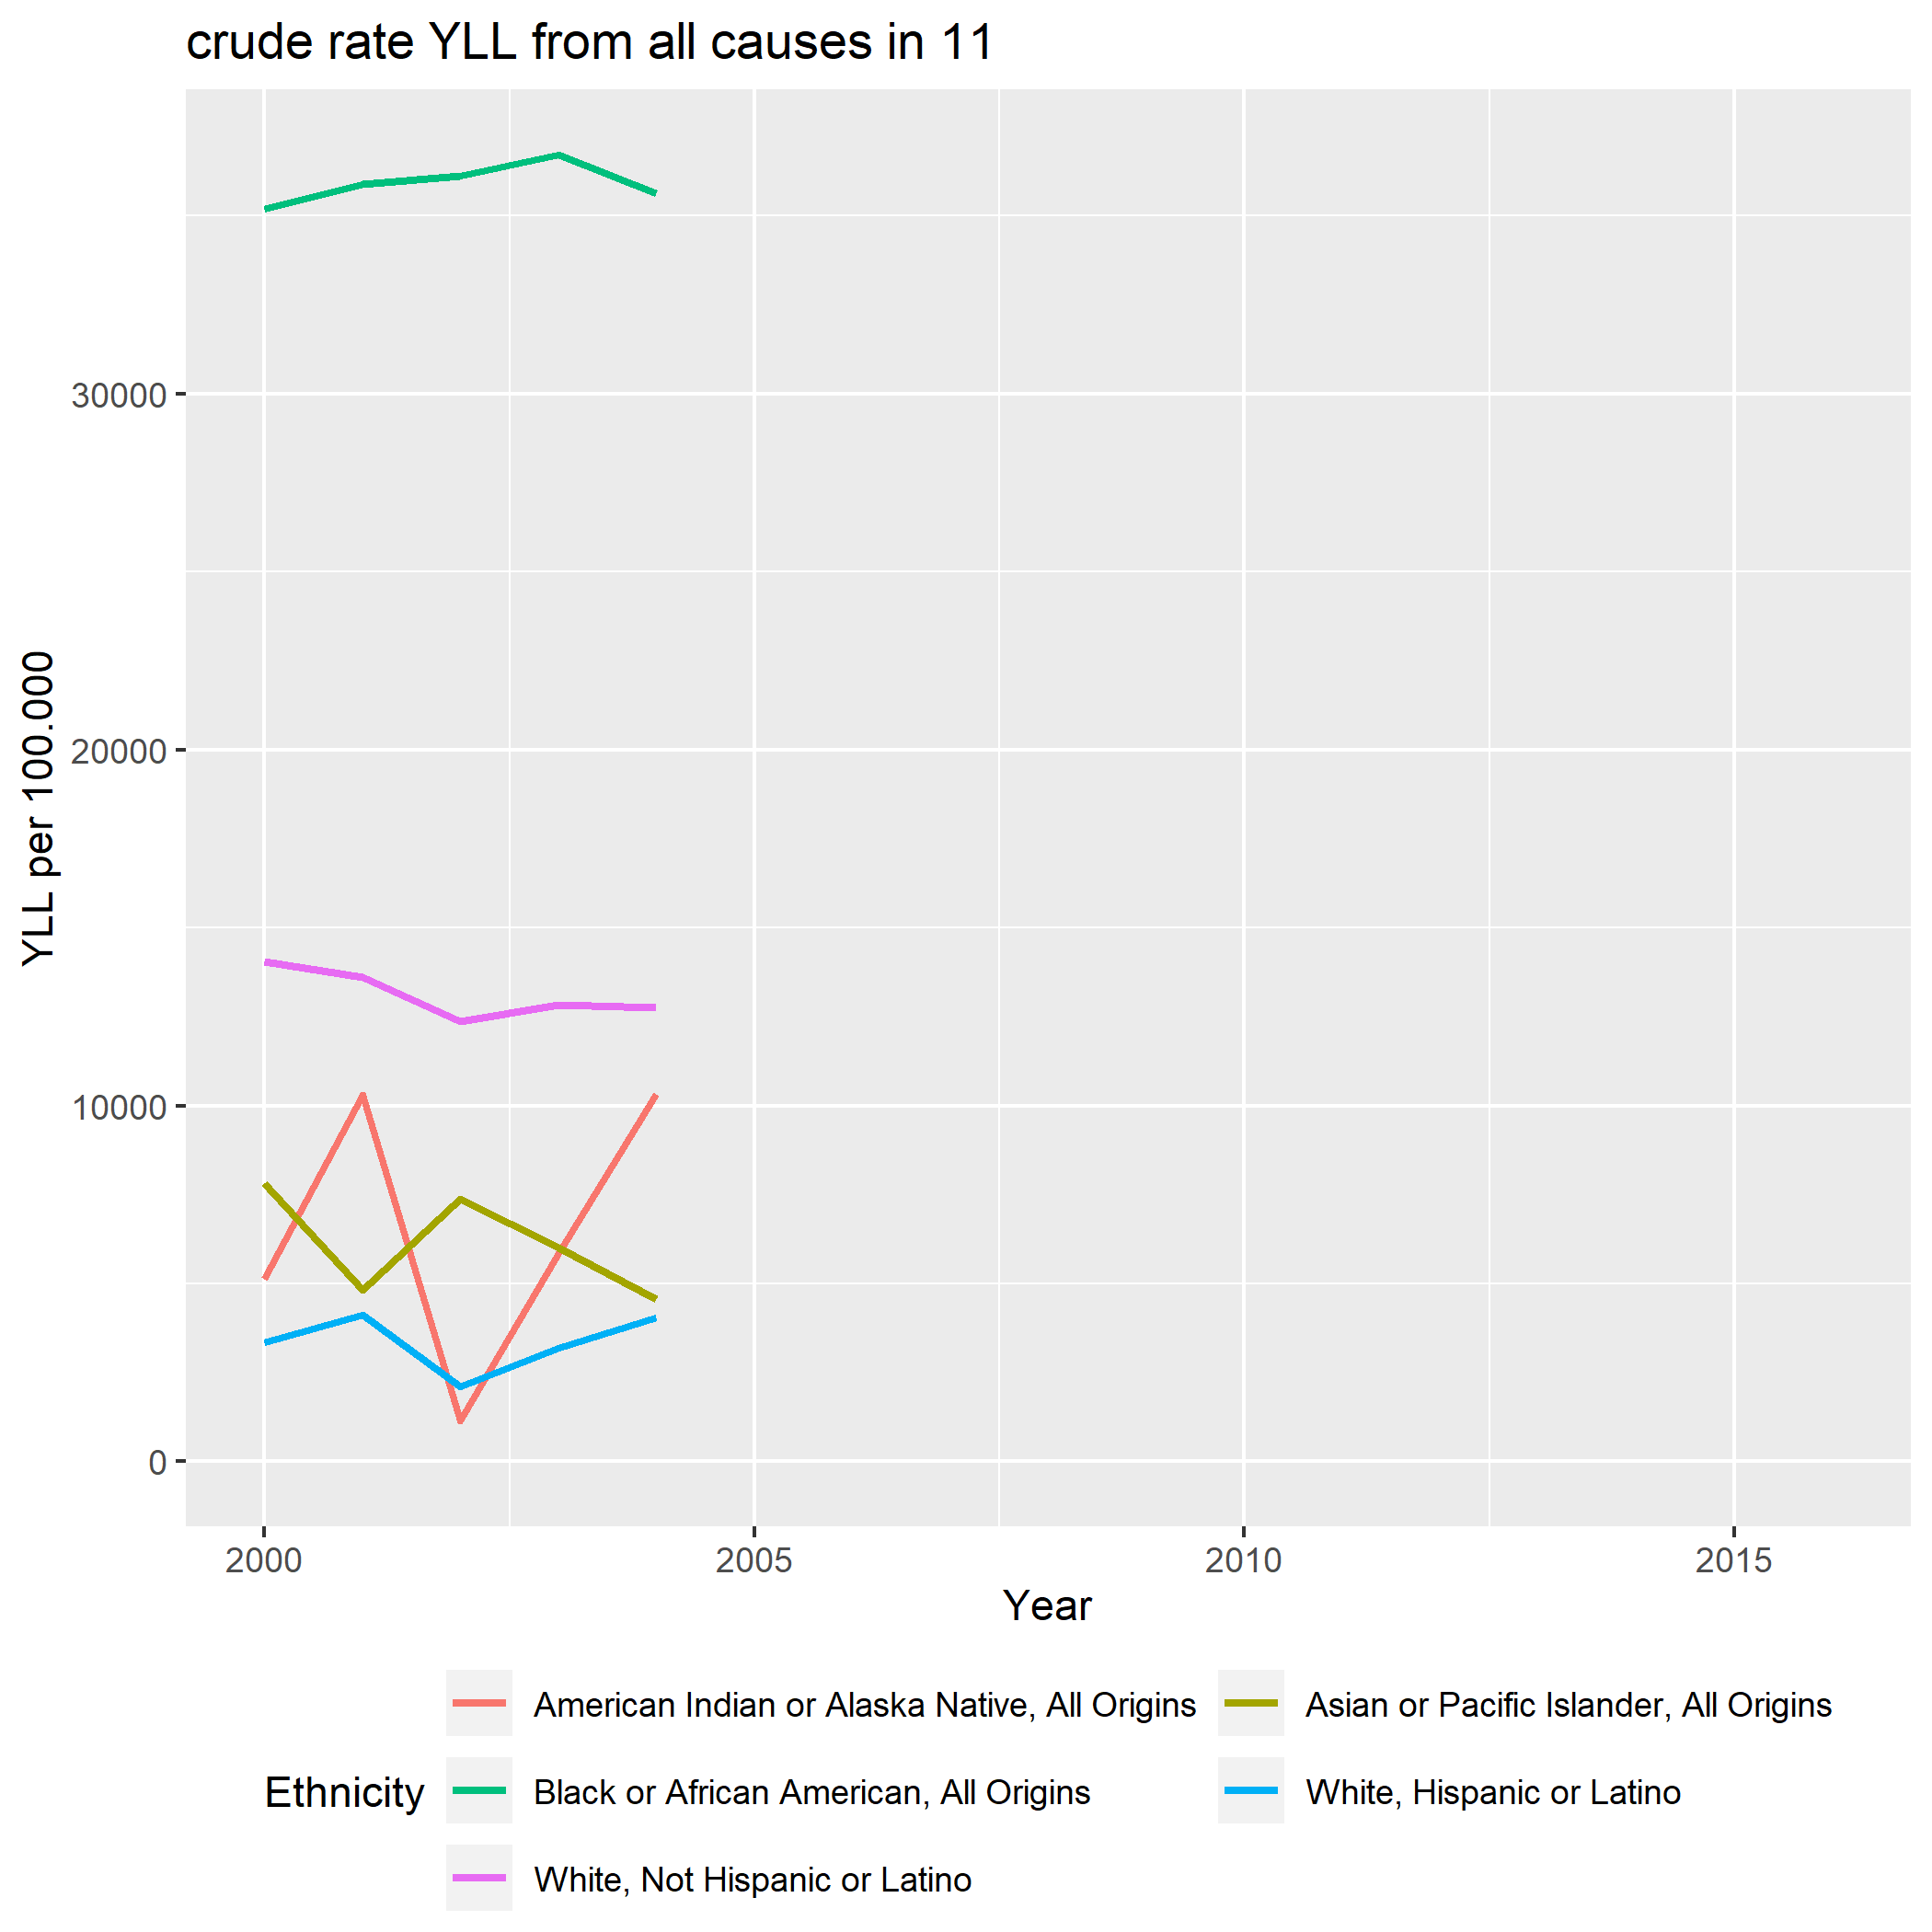 crude rate YLL from all causes in 11
YLL per 100.000
30000
20000
10000
0
2000 2005 2010 2015
Year
Ethnicity
American Indian or Alaska Native, All Origins
Asian or Pacific Islander, All Origins
Black or African American, All Origins
White, Hispanic or Latino
White, Not Hispanic or Latino